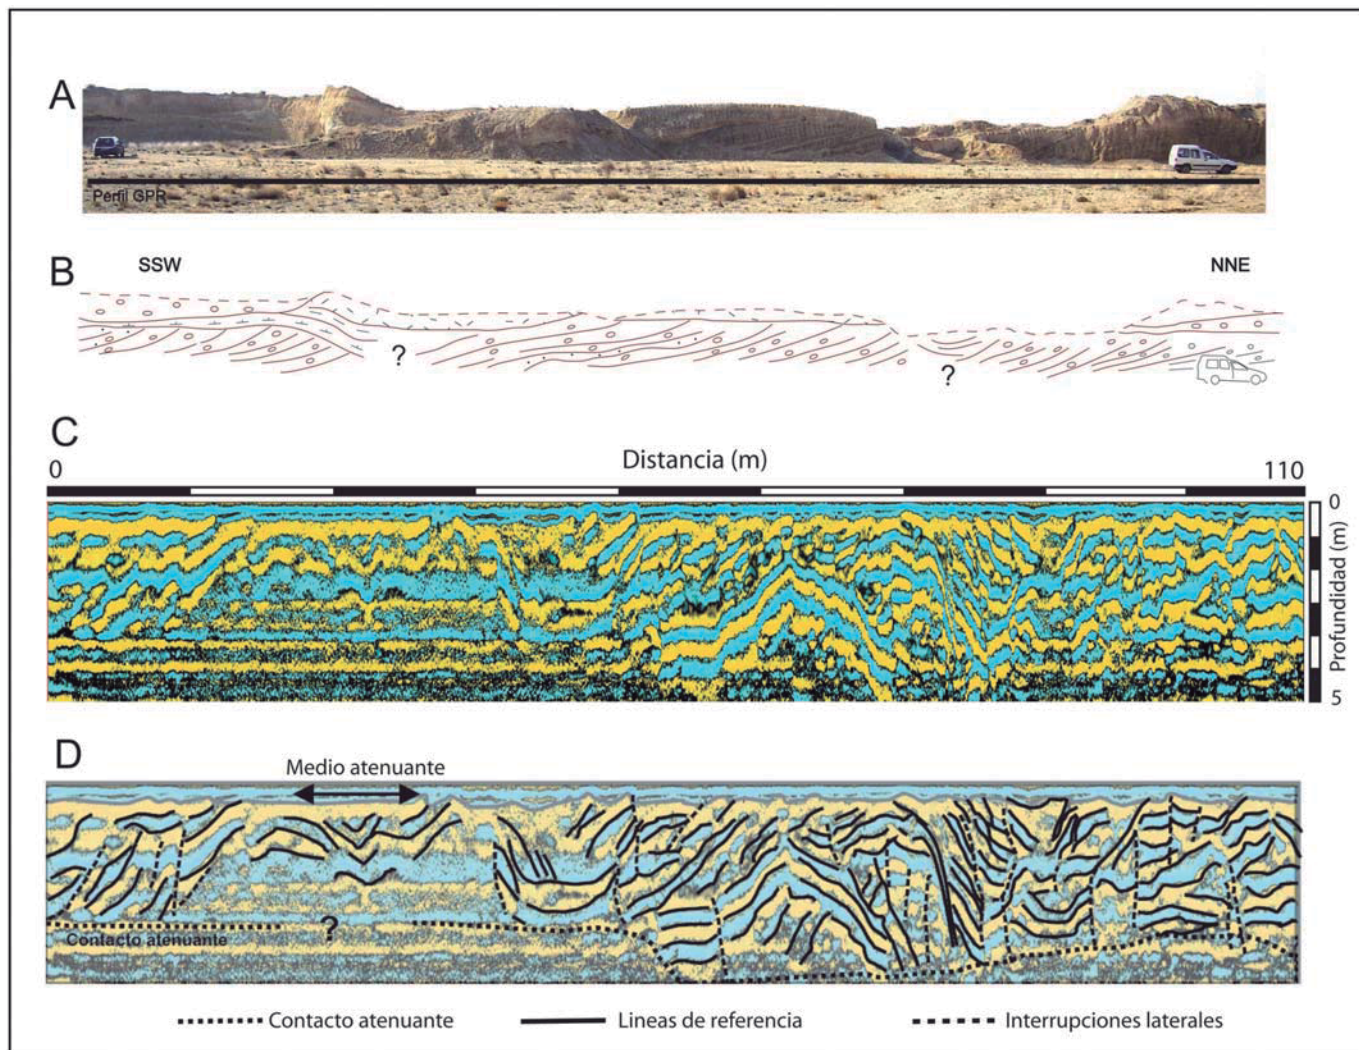 A
Perfil GPR
B
SSW
NNE
?
?
C
Distancia (m)
0
110
0
Profundidad (m)
5
D
Medio atenuante
?
Contacto atenuante
Contacto atenuante
Lineas de referencia
Interrupciones laterales